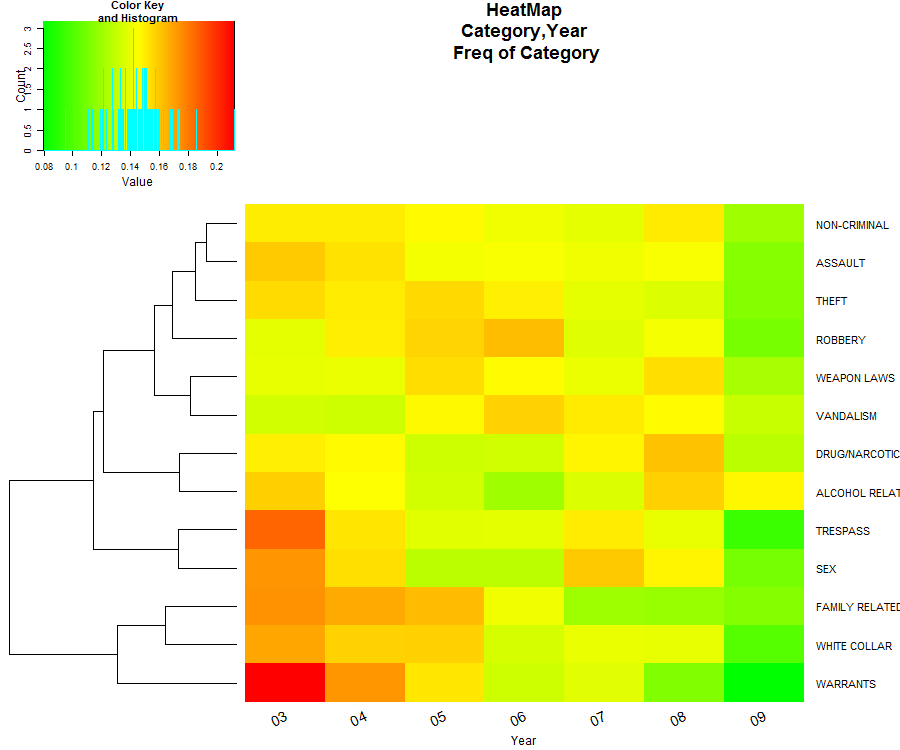 Color Key
and Histogram
HeatMap
Category,Year
Freq of Category
Count
3
2.5
2
1.5
1
0.5
0
0.08 0.1 0.12 0.14 0.16 0.18 0.2
Value
NON-CRIMINAL
ASSAULT
THEFT
ROBBERY
WEAPON LAWS
VANDALISM
DRUG/NARCOTIC
ALCOHOL RELAT
TRESPASS
SEX
FAMILY RELATED
WHITE COLLAR
WARRANTS
03 04 05 06 07 08 09
Year